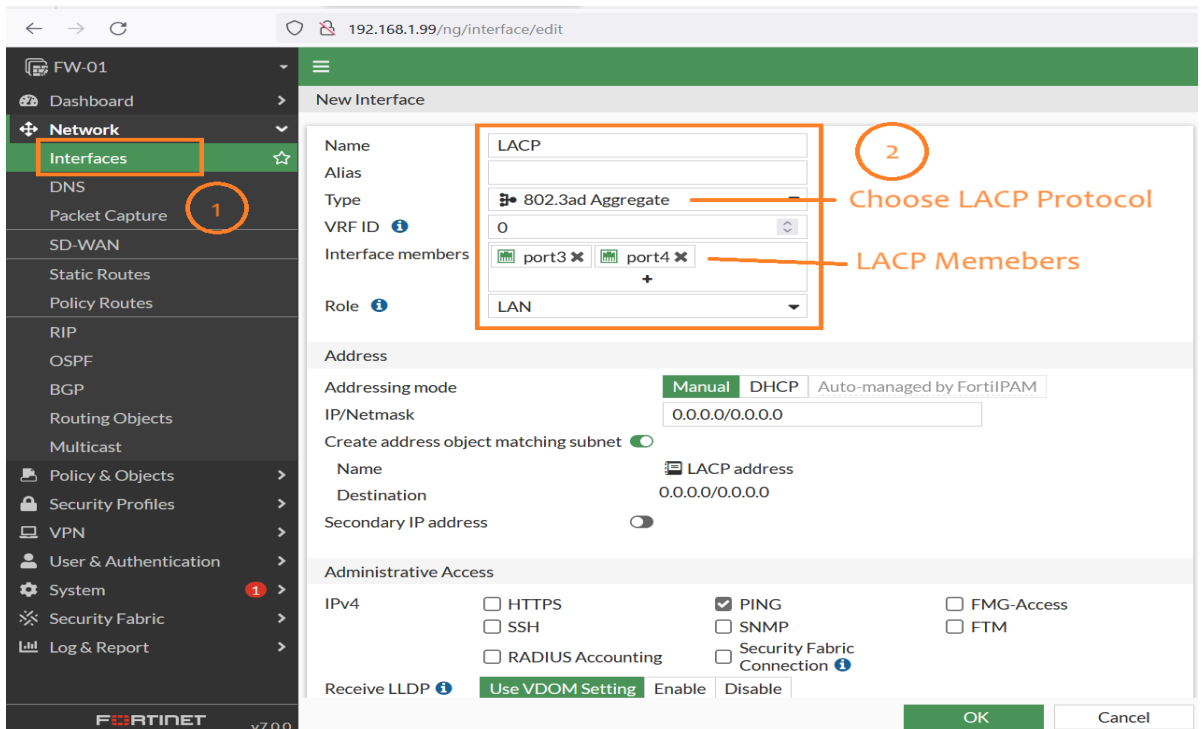 192.168.1.99/ng/interface/edit
FW-01
Dashboard
Network
Interfaces
DNS
Packet Capture
1
SD-WAN
Static Routes
Policy Routes
RIP
OSPF
BGP
Routing Objects
Multicast
Policy & Objects
Security Profiles
VPN
User & Authentication
System 1
Security Fabric
Log & Report
FORTINET v7.0.0
New Interface
Name LACP
2
Alias
Type 802.3ad Aggregate Choose LACP Protocol
VRF ID 0
Interface members port3 port4 LACP Memebers
+
Role LAN
Address
Addressing mode Manual DHCP Auto-managed by FortiIPAM
IP/Netmask 0.0.0.0/0.0.0.0
Create address object matching subnet
Name LACP address
Destination 0.0.0.0/0.0.0.0
Secondary IP address
Administrative Access
IPv4 HTTPS PING FMG-Access
SSH SNMP FTM
RADIUS Accounting Security Fabric
Connection
Receive LLDP Use VDOM Setting Enable Disable
OK Cancel